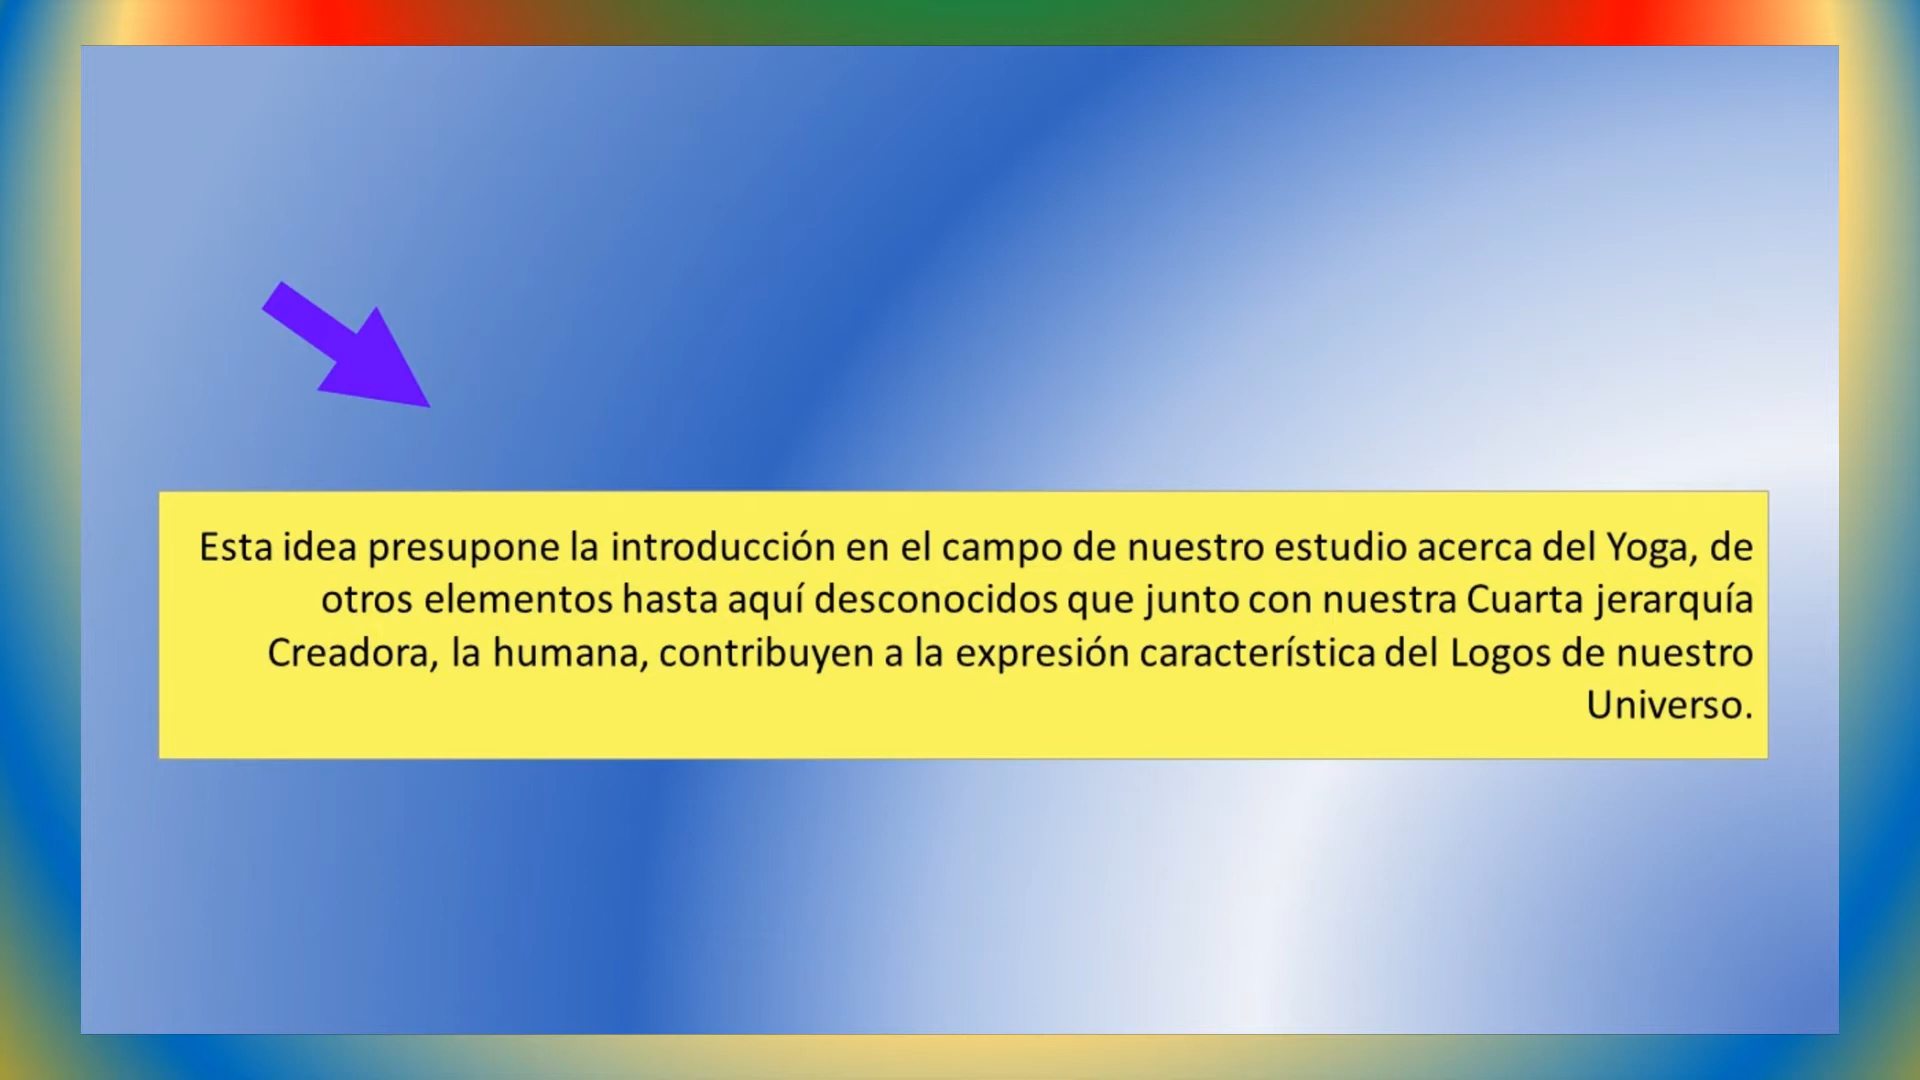 Esta idea presupone la introducción en el campo de nuestro estudio acerca del Yoga, de
otros elementos hasta aquí desconocidos que junto con nuestra Cuarta jerarquía
Creadora, la humana, contribuyen a la expresión característica del Logos de nuestro
Universo.